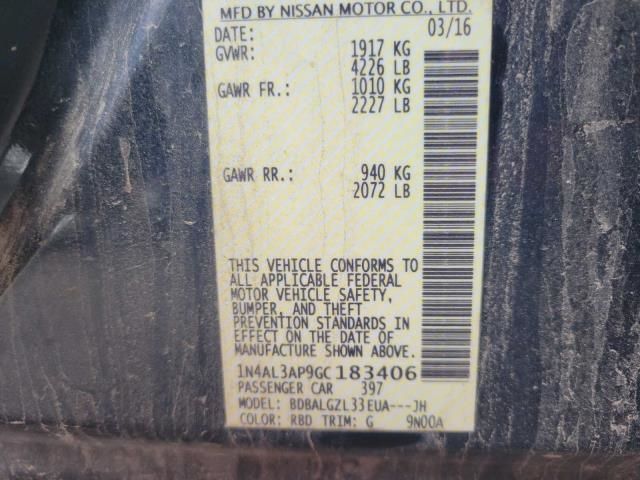 MFD BY NISSAN MOTOR CO., LTD.
DATE: 03/16
GVWR: 1917 KG
4226 LB
GAWR FR.: 1010 KG
2227 LB
GAWR RR.: 940 KG
2072 LB
THIS VEHICLE CONFORMS TO
ALL APPLICABLE FEDERAL
MOTOR VEHICLE SAFETY,
BUMPER, AND THEFT
PREVENTION STANDARDS IN
EFFECT ON THE DATE OF
MANUFACTURE SHOWN ABOVE.
1N4AL3AP9GC183406
PASSENGER CAR 397
MODEL: BDBALGZL33EUA---JH
COLOR: RBD TRIM: G 9N00A